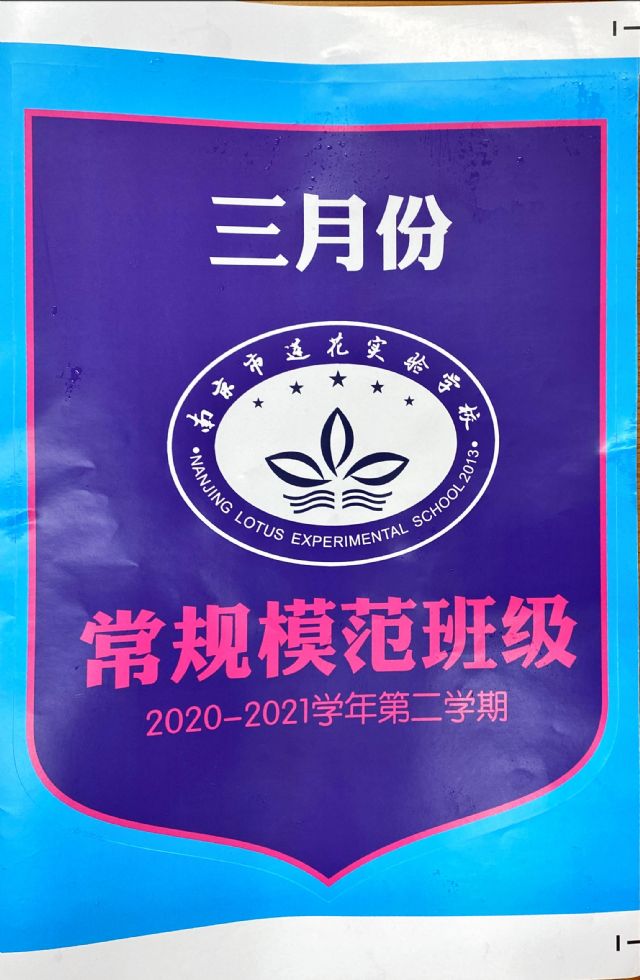 三月份
南京市莲花实验学校
NANJING LOTUS EXPERIMENTAL SCHOOL 2013
常规模范班级
2020-2021学年第二学期